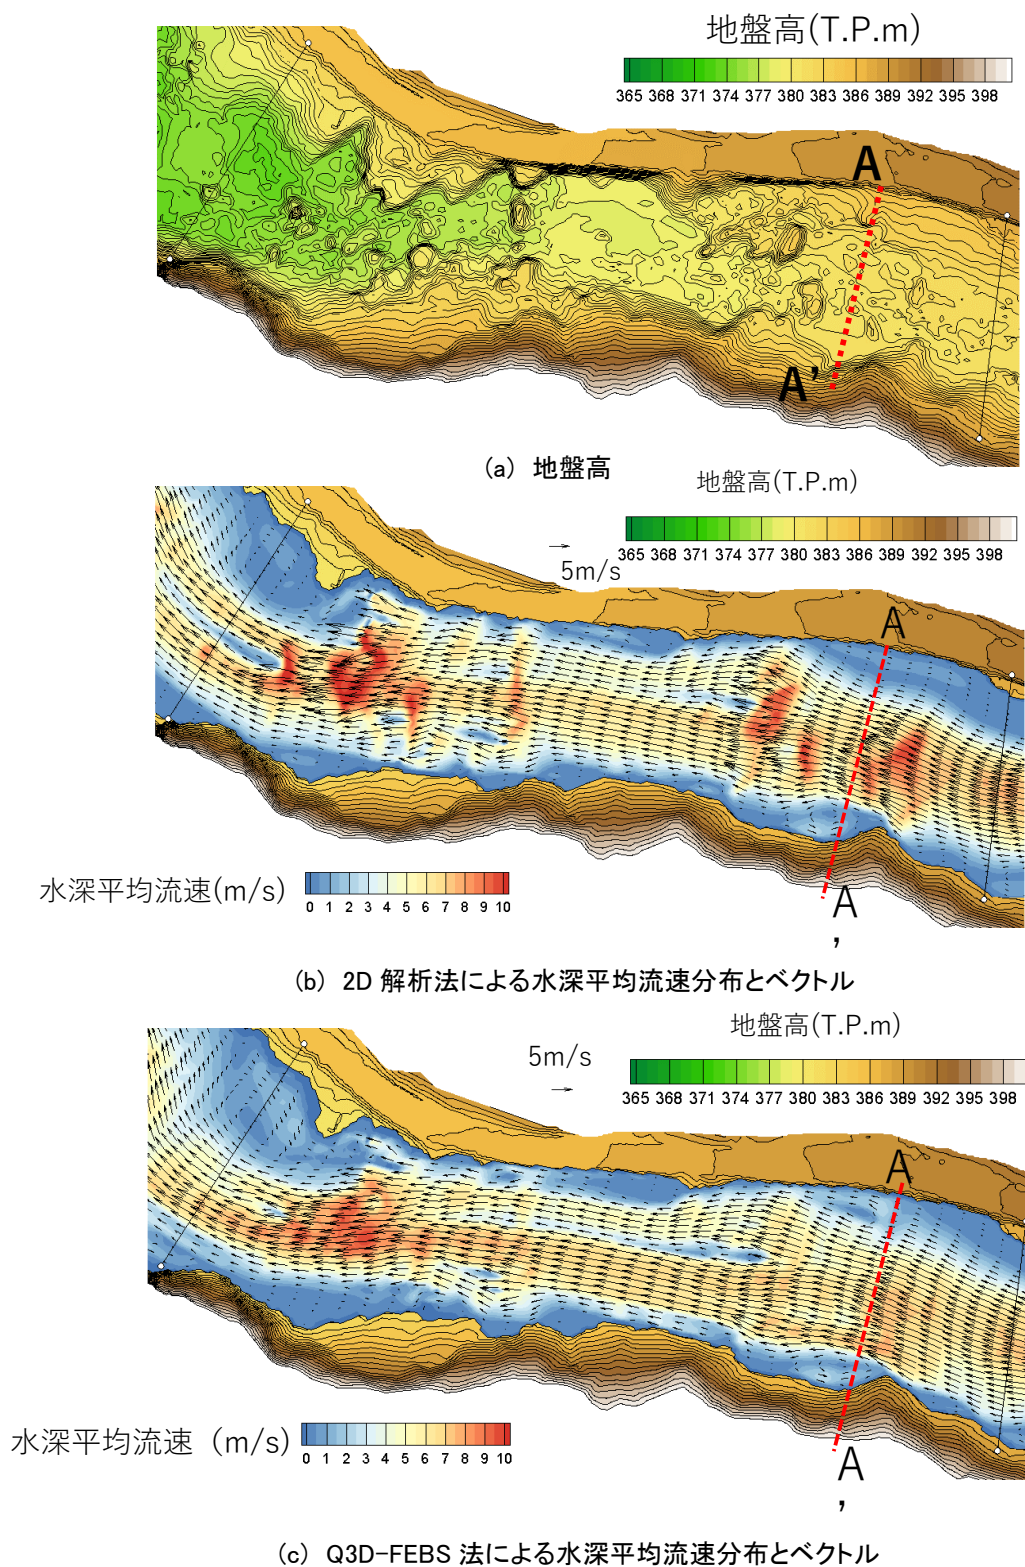 地盤高(T.P.m)
365 368 371 374 377 380 383 386 389 392 395 398
A
A'
(a) 地盤高
地盤高(T.P.m)
365 368 371 374 377 380 383 386 389 392 395 398
5m/s
A
水深平均流速(m/s)
0 1 2 3 4 5 6 7 8 9 10
A
'
(b) 2D 解析法による水深平均流速分布とベクトル
地盤高(T.P.m)
5m/s
365 368 371 374 377 380 383 386 389 392 395 398
A
水深平均流速 (m/s)
0 1 2 3 4 5 6 7 8 9 10
A
'
(c) Q3D-FEBS 法による水深平均流速分布とベクトル